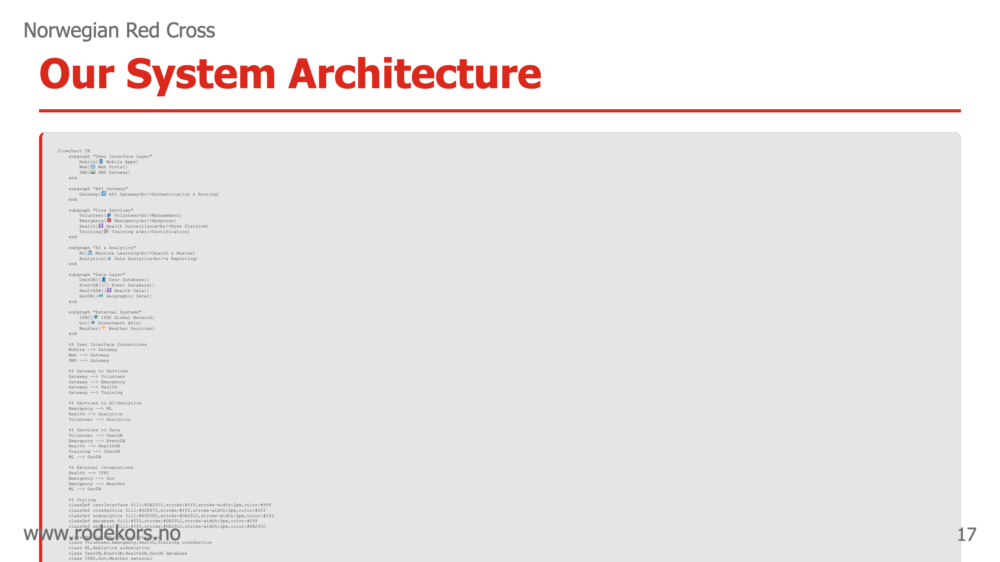 Norwegian Red Cross
Our System Architecture
flowchart TB
    subgraph "User Interface Layer"
        Mobile[📱 Mobile Apps]
        Web[🌐 Web Portal]
        SMS[📟 SMS Gateway]
    end

    subgraph "API Gateway"
        Gateway[🔀 API Gateway<br/>Authentication & Routing]
    end

    subgraph "Core Services"
        Volunteer[👥 Volunteer<br/>Management]
        Emergency[🚨 Emergency<br/>Response]
        Health[⚕️ Health Surveillance<br/>Nyss Platform]
        Training[📚 Training &<br/>Certification]
    end

    subgraph "AI & Analytics"
        ML[🤖 Machine Learning<br/>Search & Rescue]
        Analytics[📊 Data Analytics<br/>& Reporting]
    end

    subgraph "Data Layer"
        UserDB[(👤 User Database)]
        EventDB[(📋 Event Database)]
        HealthDB[(⚕️ Health Data)]
        GeoDB[(🗺️ Geographic Data)]
    end

    subgraph "External Systems"
        IFRC[🌍 IFRC Global Network]
        Gov[🏛️ Government APIs]
        Weather[🌤️ Weather Services]
    end

    %% User Interface Connections
    Mobile --> Gateway
    Web --> Gateway
    SMS --> Gateway

    %% Gateway to Services
    Gateway --> Volunteer
    Gateway --> Emergency
    Gateway --> Health
    Gateway --> Training

    %% Services to AI/Analytics
    Emergency --> ML
    Health --> Analytics
    Volunteer --> Analytics

    %% Services to Data
    Volunteer --> UserDB
    Emergency --> EventDB
    Health --> HealthDB
    Training --> UserDB
    ML --> GeoDB

    %% External Integrations
    Health --> IFRC
    Emergency --> Gov
    Emergency --> Weather
    ML --> GeoDB

    %% Styling
    classDef userInterface fill:#DA291C,stroke:#fff,stroke-width:2px,color:#fff
    classDef coreService fill:#6D6E70,stroke:#fff,stroke-width:2px,color:#fff
    classDef aiAnalytics fill:#E5E5E5,stroke:#DA291C,stroke-width:2px,color:#333
    classDef database fill:#333,stroke:#DA291C,stroke-width:2px,color:#fff
    classDef external fill:#fff,stroke:#DA291C,stroke-width:2px,color:#DA291C

    class Mobile,Web,SMS userInterface
    class Volunteer,Emergency,Health,Training coreService
    class ML,Analytics aiAnalytics
    class UserDB,EventDB,HealthDB,GeoDB database
    class IFRC,Gov,Weather external
www.rodekors.no
17